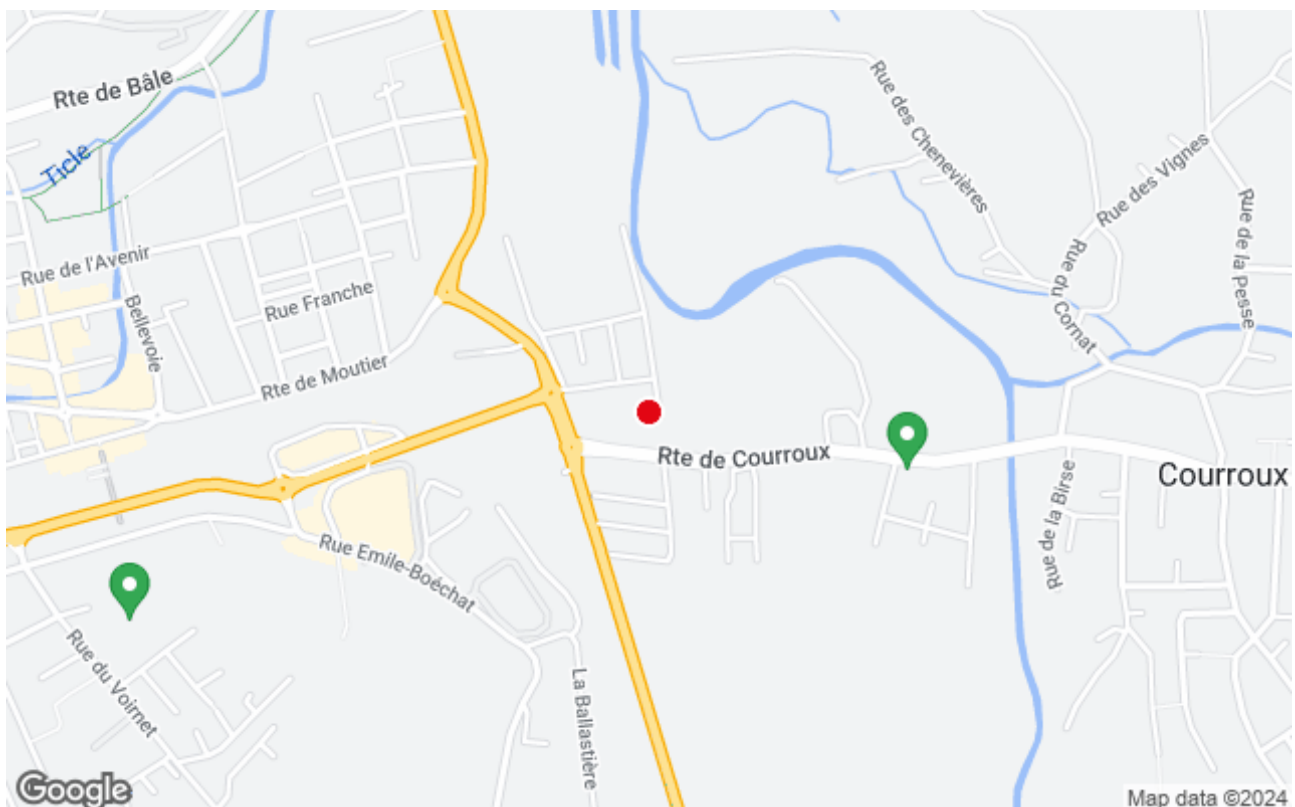 Rte de Bâle
Ticle
Rue des Chenevières
Rue des Vignes
Rue de la Pesse
Rue du Cornat
Rue de l'Avenir
Bellevoie
Rue Franche
Rte de Moutier
Rte de Courroux
Courroux
Rue de la Birse
Rue Emile-Boéchat
Rue du Voirnet
La Ballastière
Google
Map data ©2024